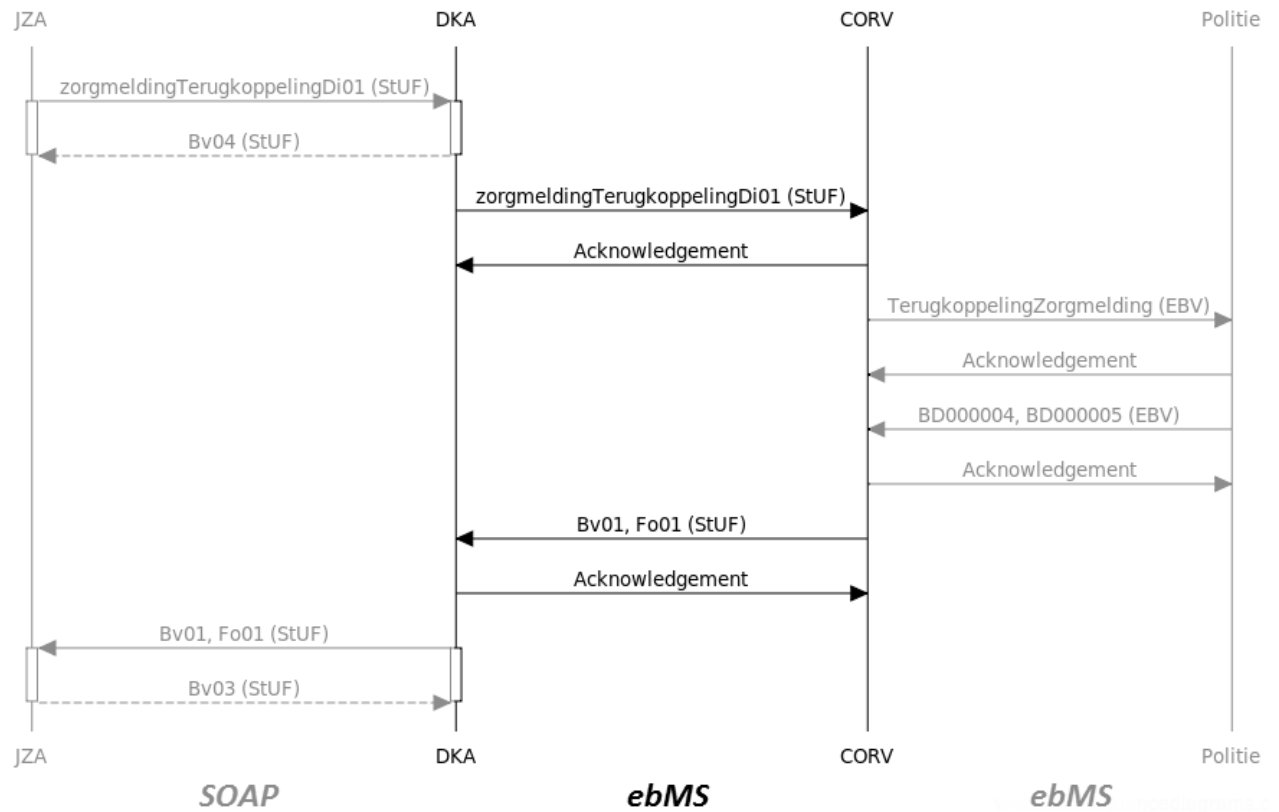 JZA DKA CORV Politie
zorgmeldingTerugkoppelingDi01 (StUF)
Bv04 (StUF)
zorgmeldingTerugkoppelingDi01 (StUF)
Acknowledgement
TerugkoppelingZorgmelding (EBV)
Acknowledgement
BD000004, BD000005 (EBV)
Acknowledgement
Bv01, Fo01 (StUF)
Acknowledgement
Bv01, Fo01 (StUF)
Bv03 (StUF)
JZA DKA CORV Politie
SOAP ebMS ebMS